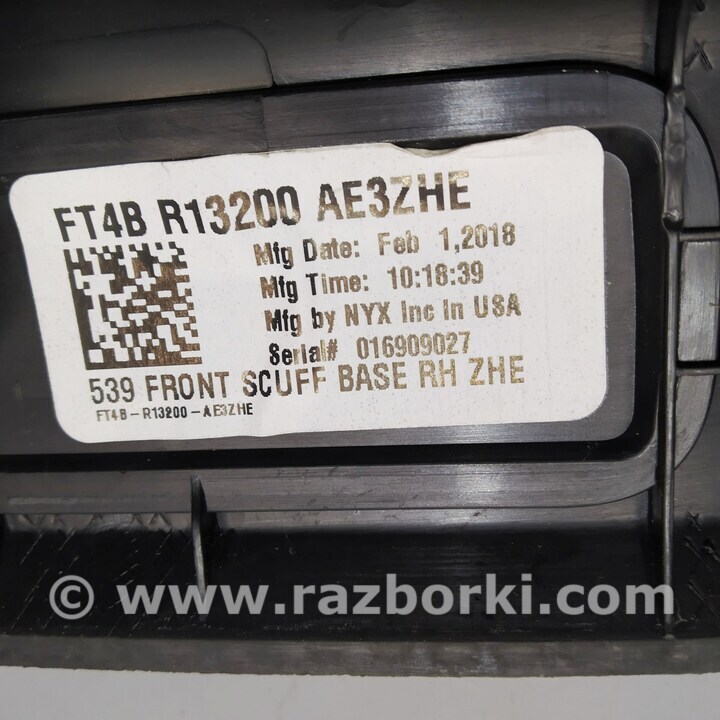 FT4B R13200 AE3ZHE
Mfg Date: Feb 1,2018
Mfg Time: 10:18:39
Mfg by NYX Inc In USA
Serial# 016909027
539 FRONT SCUFF BASE RH ZHE
FT4B-R13200-AE3ZHE
© www.razborki.com